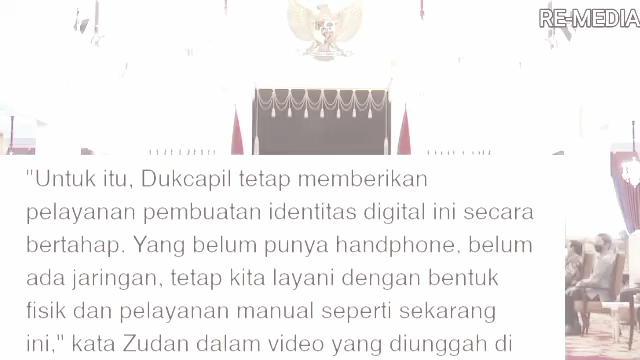 RE-MEDIA
"Untuk itu, Dukcapil tetap memberikan
pelayanan pembuatan identitas digital ini secara
bertahap. Yang belum punya handphone, belum
ada jaringan, tetap kita layani dengan bentuk
fisik dan pelayanan manual seperti sekarang
ini," kata Zudan dalam video yang diunggah di